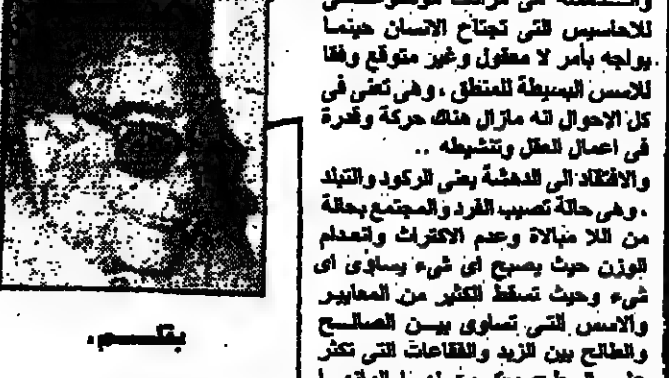 للاحاسيس التى تجتاح الانسان حينما
يواجه بأمر لا معقول وغير متوقع وفقا
للاسس البسيطة للمنطق ، وهى تعنى فى
كل الاحوال انه مازال هناك حركة وقدرة
فى اعمال العقل وتنشيطه ..
والافتقاد الى الدهشة يعنى الركود والتبلد
، وهى حالة تصيب الفرد والمجتمع بحالة
من اللا مبالاة وعدم الاكتراث وانعدام
الوزن حيث يصبح اى شىء يساوى اى
شىء وحيث تسقط الكثير من المعايير
والاسس التى تساوى بين الصالح
والطالح بين الزبد والفقاعات التى تكثر
بقلم :